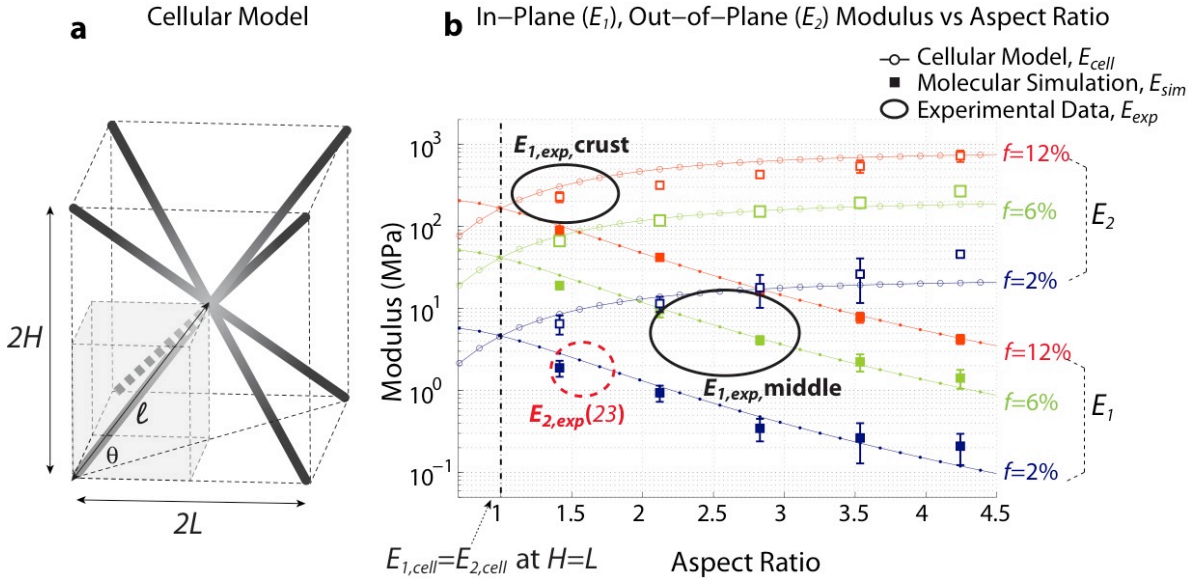 a
Cellular Model
2H
ℓ
θ
2L
b
In−Plane (E₁), Out−of−Plane (E₂) Modulus vs Aspect Ratio
Cellular Model, E_cell
Molecular Simulation, E_sim
Experimental Data, E_exp
Modulus (MPa)
10³
10²
10¹
10⁰
10⁻¹
E₁,exp, crust
E₁,exp, middle
E₂,exp(23)
f=12%
f=6%
f=2%
E₂
f=12%
f=6%
f=2%
E₁
1 1.5 2 2.5 3 3.5 4 4.5
E₁,cell=E₂,cell at H=L
Aspect Ratio